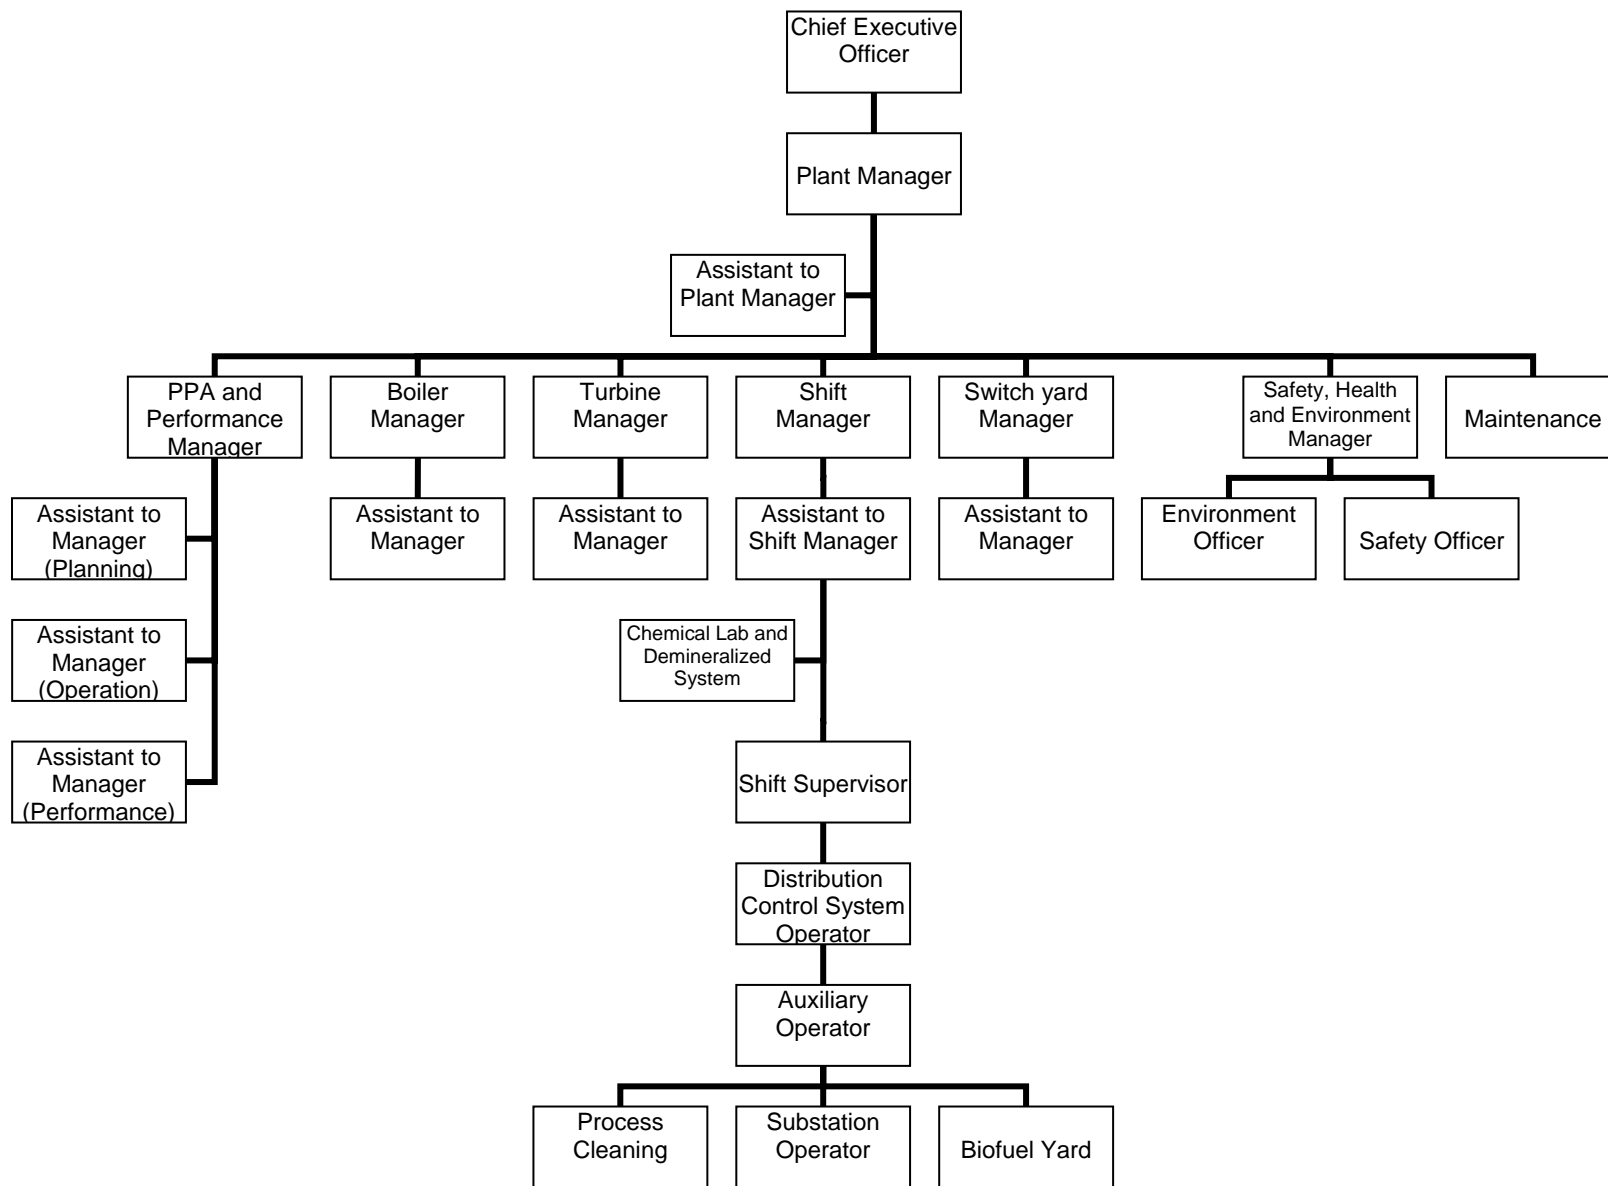 Chief Executive
Officer
Plant Manager
Assistant to
Plant Manager
PPA and
Performance
Manager
Boiler
Manager
Turbine
Manager
Shift
Manager
Switch yard
Manager
Safety, Health
and Environment
Manager
Maintenance
Assistant to
Manager
(Planning)
Assistant to
Manager
Assistant to
Manager
Assistant to
Shift Manager
Assistant to
Manager
Environment
Officer
Safety Officer
Assistant to
Manager
(Operation)
Chemical Lab and
Demineralized
System
Assistant to
Manager
(Performance)
Shift Supervisor
Distribution
Control System
Operator
Auxiliary
Operator
Process
Cleaning
Substation
Operator
Biofuel Yard